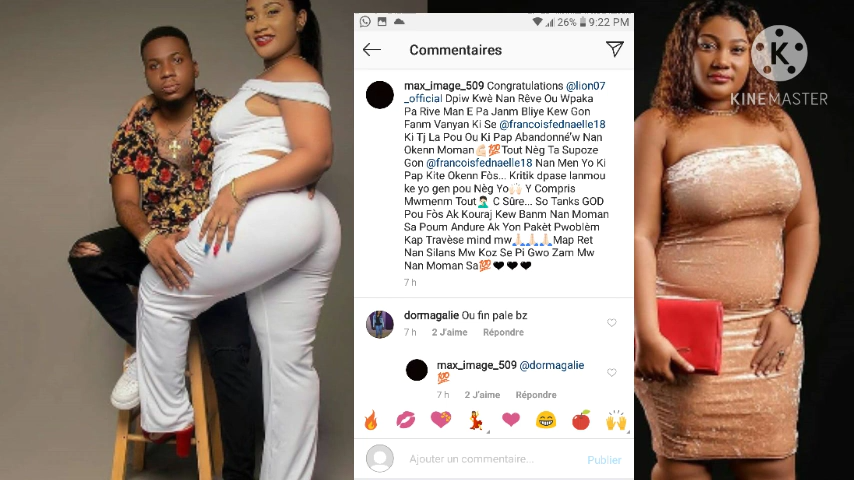 26% 9:22 PM
Commentaires
max_image_509 Congratulations @lion07
_official Dpiw Kwè Nan Rêve Ou Wpaka
Pa Rive Man E Pa Janm Bliye Kew Gon
Fanm Vanyan Ki Se @francoisfednaelle18
Ki Tj La Pou Ou Ki Pap Abandonné'w Nan
Okenn Moman💪🏻💯Tout Nèg Ta Supoze
Gon @francoisfednaelle18 Nan Men Yo Ki
Pap Kite Okenn Fòs... Kritik dpase lanmou
ke yo gen pou Nèg Yo🙌🏻 Y Compris
Mwmenm Tout🤦🏻‍♂️ C Sûre... So Tanks GOD
Pou Fòs Ak Kouraj Kew Banm Nan Moman
Sa Poum Andure Ak Yon Pakèt Pwoblèm
Kap Travèse mind mw🙏🏻🙏🏻🙏🏻Map Ret
Nan Silans Mw Koz Se Pi Gwo Zam Mw
Nan Moman Sa💯🖤🖤🖤
7 h
dormagalie Ou fin pale bz
7 h 2 J'aime Répondre
max_image_509 @dormagalie
💯
7 h 2 J'aime Répondre
🔥 💋 💖 💃 ❤️ 😂 🍎 🙌
Ajouter un commentaire... Publier
KINEMASTER